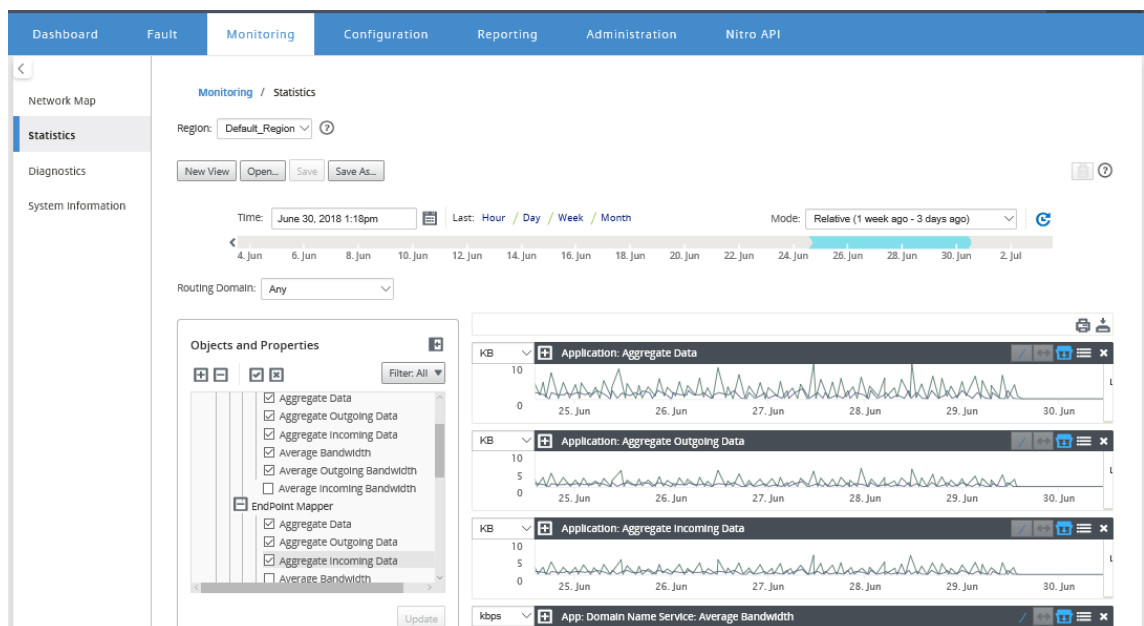 Dashboard Fault Monitoring Configuration Reporting Administration Nitro API
Network Map
Statistics
Diagnostics
System Information
Monitoring / Statistics
Region: Default_Region
New View Open... Save Save As...
Time: June 30, 2018 1:18pm Last: Hour / Day / Week / Month Mode: Relative (1 week ago - 3 days ago)
4. Jun 6. Jun 8. Jun 10. Jun 12. Jun 14. Jun 16. Jun 18. Jun 20. Jun 22. Jun 24. Jun 26. Jun 28. Jun 30. Jun 2. Jul
Routing Domain: Any
Objects and Properties
Filter: All
Aggregate Data
Aggregate Outgoing Data
Aggregate Incoming Data
Average Bandwidth
Average Outgoing Bandwidth
Average Incoming Bandwidth
EndPoint Mapper
Aggregate Data
Aggregate Outgoing Data
Aggregate Incoming Data
Average Bandwidth
Update
KB Application: Aggregate Data
10
0
25. Jun 26. Jun 27. Jun 28. Jun 29. Jun 30. Jun
KB Application: Aggregate Outgoing Data
10
5
0
25. Jun 26. Jun 27. Jun 28. Jun 29. Jun 30. Jun
KB Application: Aggregate Incoming Data
10
5
0
25. Jun 26. Jun 27. Jun 28. Jun 29. Jun 30. Jun
kbps App: Domain Name Service: Average Bandwidth